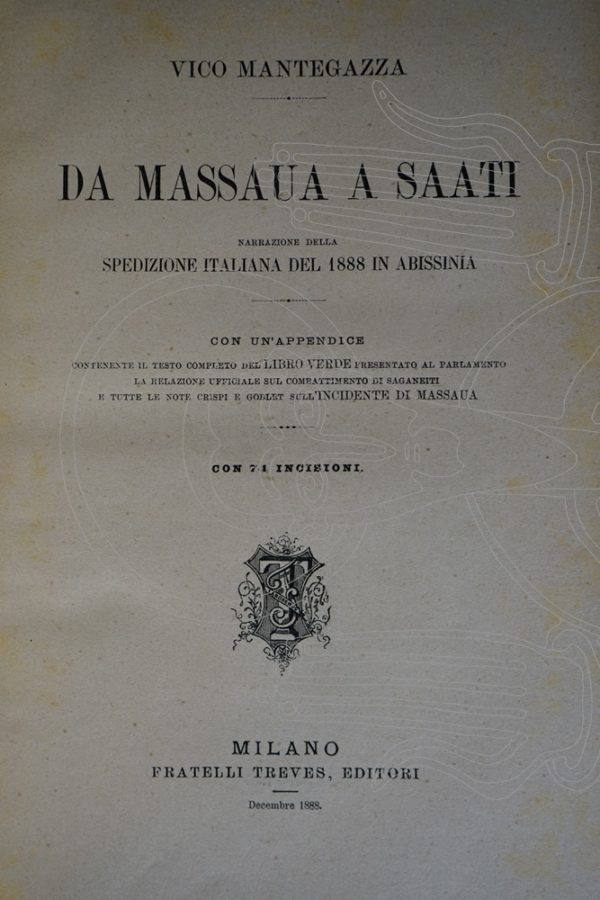 VICO MANTEGAZZA
DA MASSAUA A SAATI
NARRAZIONE DELLA
SPEDIZIONE ITALIANA DEL 1888 IN ABISSINIA
CON UN'APPENDICE
CONTENENTE IL TESTO COMPLETO DEL LIBRO VERDE PRESENTATO AL PARLAMENTO
LA RELAZIONE UFFICIALE SUL COMBATTIMENTO DI SAGANEITI
E TUTTE LE NOTE CRISPI E GOBLET SULL'INCIDENTE DI MASSAUA
CON 74 INCISIONI.
MILANO
FRATELLI TREVES, EDITORI
Decembre 1888.